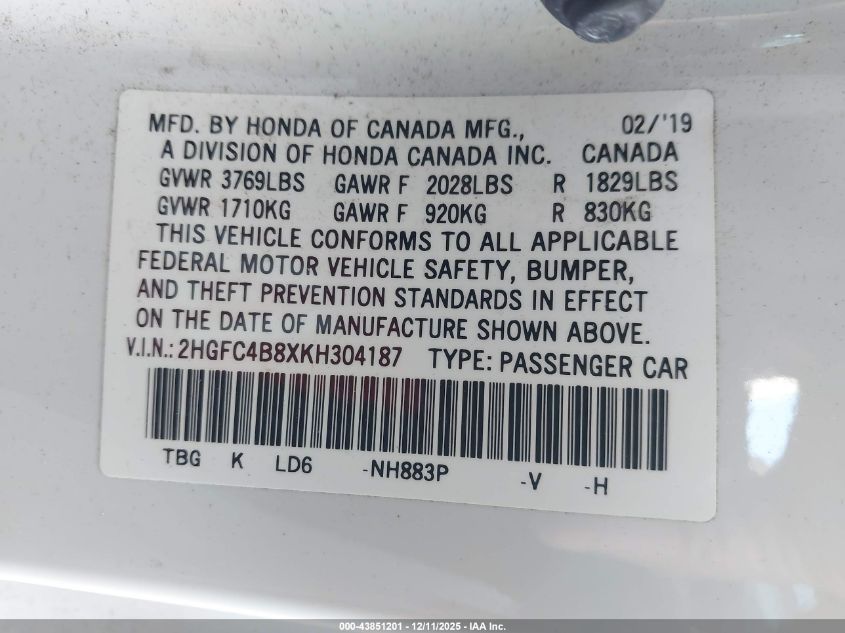 MFD. BY HONDA OF CANADA MFG., 02/'19
A DIVISION OF HONDA CANADA INC. CANADA
GVWR 3769LBS GAWR F 2028LBS R 1829LBS
GVWR 1710KG GAWR F 920KG R 830KG
THIS VEHICLE CONFORMS TO ALL APPLICABLE
FEDERAL MOTOR VEHICLE SAFETY, BUMPER,
AND THEFT PREVENTION STANDARDS IN EFFECT
ON THE DATE OF MANUFACTURE SHOWN ABOVE.
V.I.N.: 2HGFC4B8XKH304187 TYPE: PASSENGER CAR
TBG K LD6 -NH883P -V -H
000-43851201 - 12/11/2025 - IAA Inc.